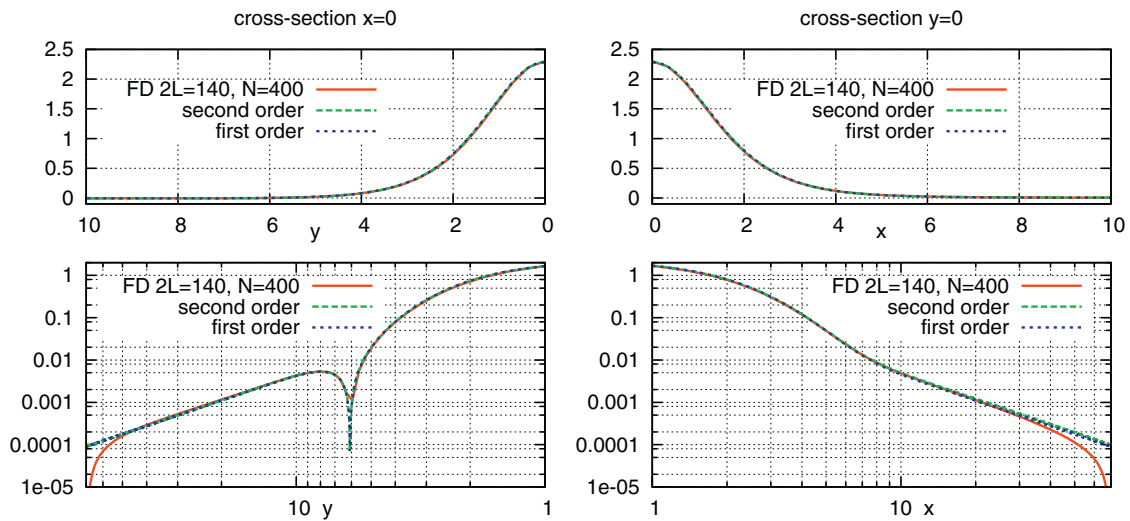 cross-section x=0
2.5
2
1.5
1
0.5
0
FD 2L=140, N=400
second order
first order
10 8 6 4 2 0
y
cross-section y=0
2.5
2
1.5
1
0.5
0
FD 2L=140, N=400
second order
first order
0 2 4 6 8 10
x
1
0.1
0.01
0.001
0.0001
1e-05
FD 2L=140, N=400
second order
first order
10 y 1
1
0.1
0.01
0.001
0.0001
1e-05
FD 2L=140, N=400
second order
first order
1 10 x